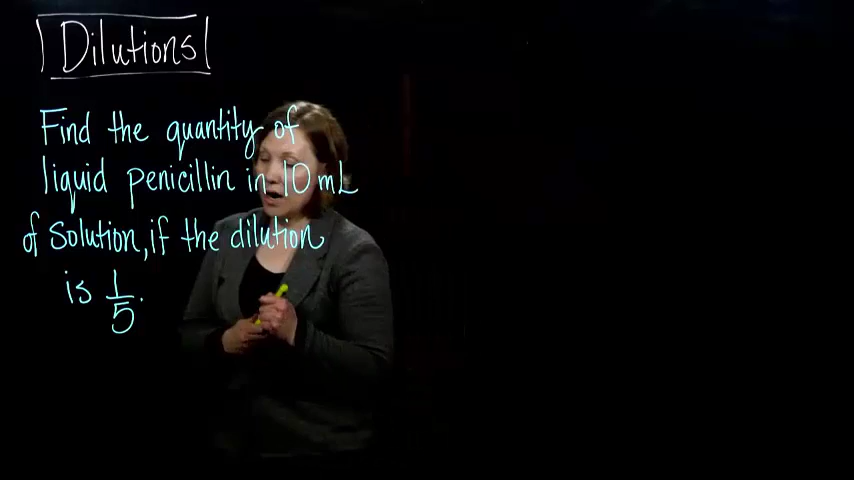 Dilutions
Find the quantity of
liquid penicillin in 10 mL
of solution, if the dilution
is 1/5.